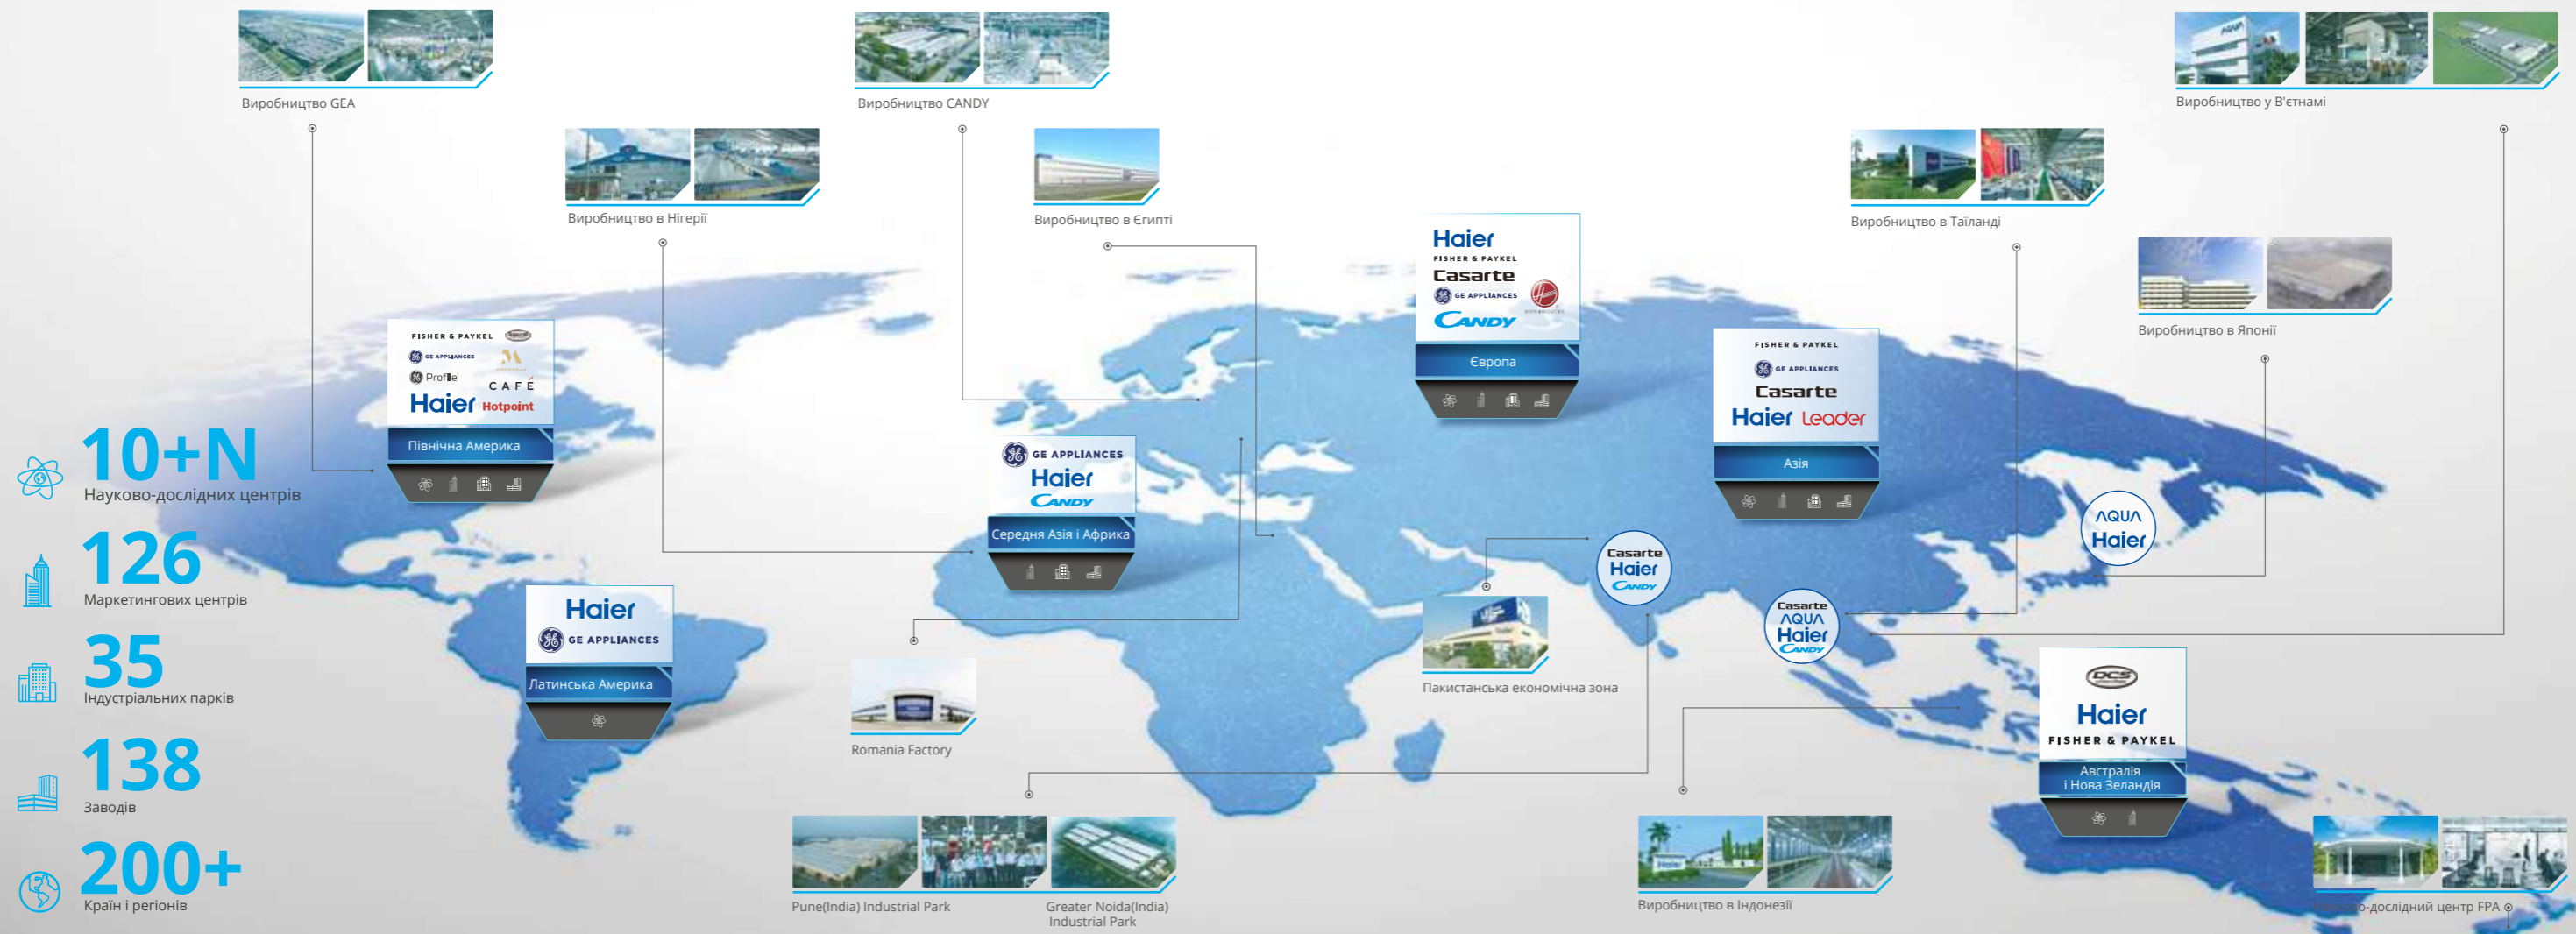 Виробництво GEA
Виробництво CANDY
Виробництво у В'єтнамі
Виробництво в Нігерії
Виробництво в Єгипті
Виробництво в Таїланді
Виробництво в Японії
FISHER & PAYKEL
GE APPLIANCES
Profile
CAFÉ
Haier Hotpoint
Північна Америка
Haier
FISHER & PAYKEL
Casarte
GE APPLIANCES
CANDY
Європа
FISHER & PAYKEL
GE APPLIANCES
Casarte
Haier Leader
Азія
GE APPLIANCES
Haier
CANDY
Середня Азія і Африка
10+N
Науково-дослідних центрів
126
Маркетингових центрів
35
Індустріальних парків
138
Заводів
200+
Країн і регіонів
Haier
GE APPLIANCES
Латинська Америка
AQUA
Haier
Casarte
Haier
CANDY
Casarte
AQUA
Haier
CANDY
Пакистанська економічна зона
Romania Factory
DCS
Haier
FISHER & PAYKEL
Австралія
і Нова Зеландія
Pune(India) Industrial Park
Greater Noida(India)
Industrial Park
Виробництво в Індонезії
-дослідний центр FPA